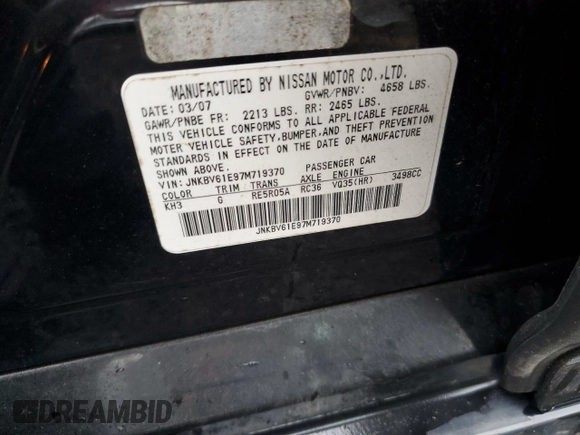 MANUFACTURED BY NISSAN MOTOR CO.,LTD.
DATE: 03/07 GVWR/PNBV: 4658 LBS.
GAWR/PNBE FR: 2213 LBS. RR: 2465 LBS.
THIS VEHICLE CONFORMS TO ALL APPLICABLE FEDERAL
MOTOR VEHICLE SAFETY,BUMPER,AND THEFT PREVENTION
STANDARDS IN EFFECT ON THE DATE OF MANUFACTURE
SHOWN ABOVE.
VIN: JNKBV61E97M719370 PASSENGER CAR
COLOR TRIM TRANS AXLE ENGINE
KH3 G RE5R05A RC36 VQ35(HR) 3498CC
JNKBV61E97M719370
DREAMBID